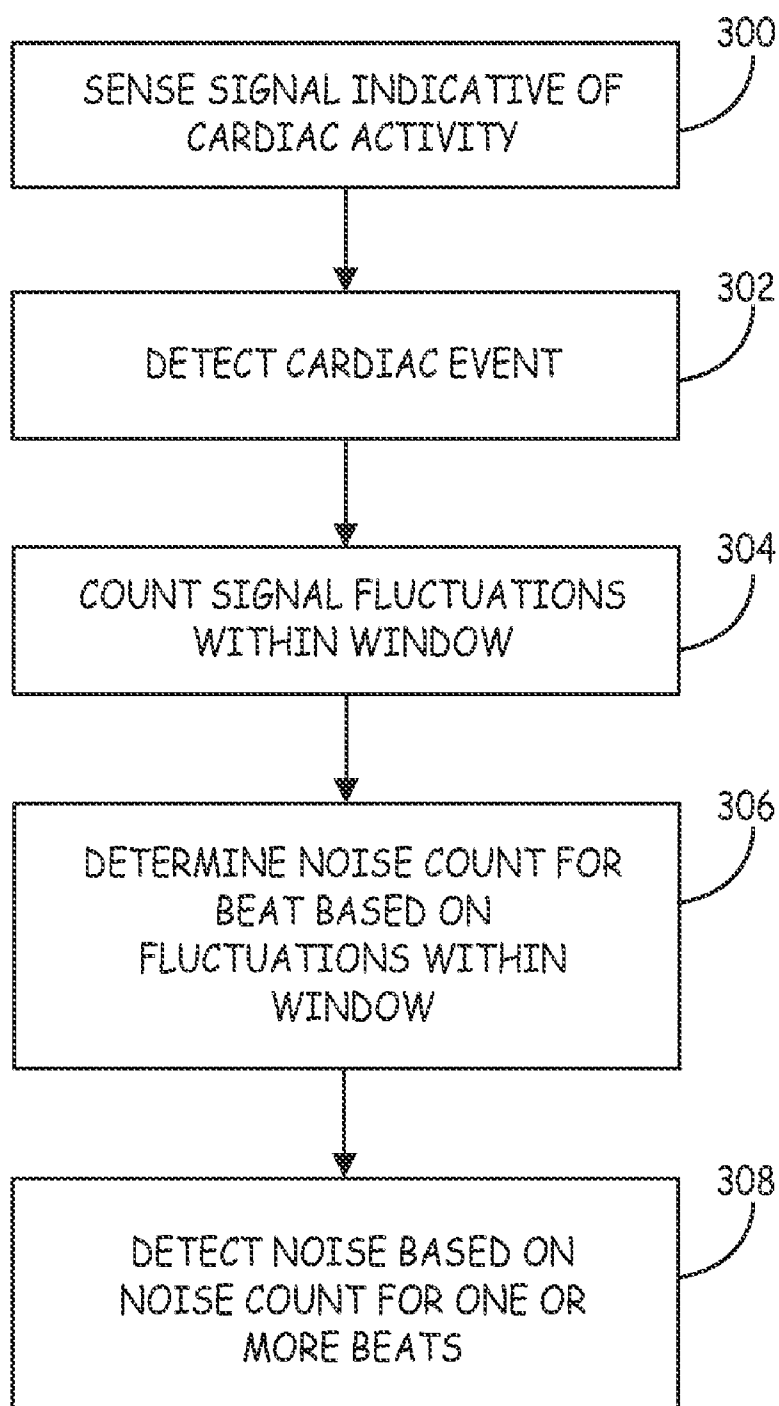 300
SENSE SIGNAL INDICATIVE OF
CARDIAC ACTIVITY
302
DETECT CARDIAC EVENT
304
COUNT SIGNAL FLUCTUATIONS
WITHIN WINDOW
306
DETERMINE NOISE COUNT FOR
BEAT BASED ON
FLUCTUATIONS WITHIN
WINDOW
308
DETECT NOISE BASED ON
NOISE COUNT FOR ONE OR
MORE BEATS